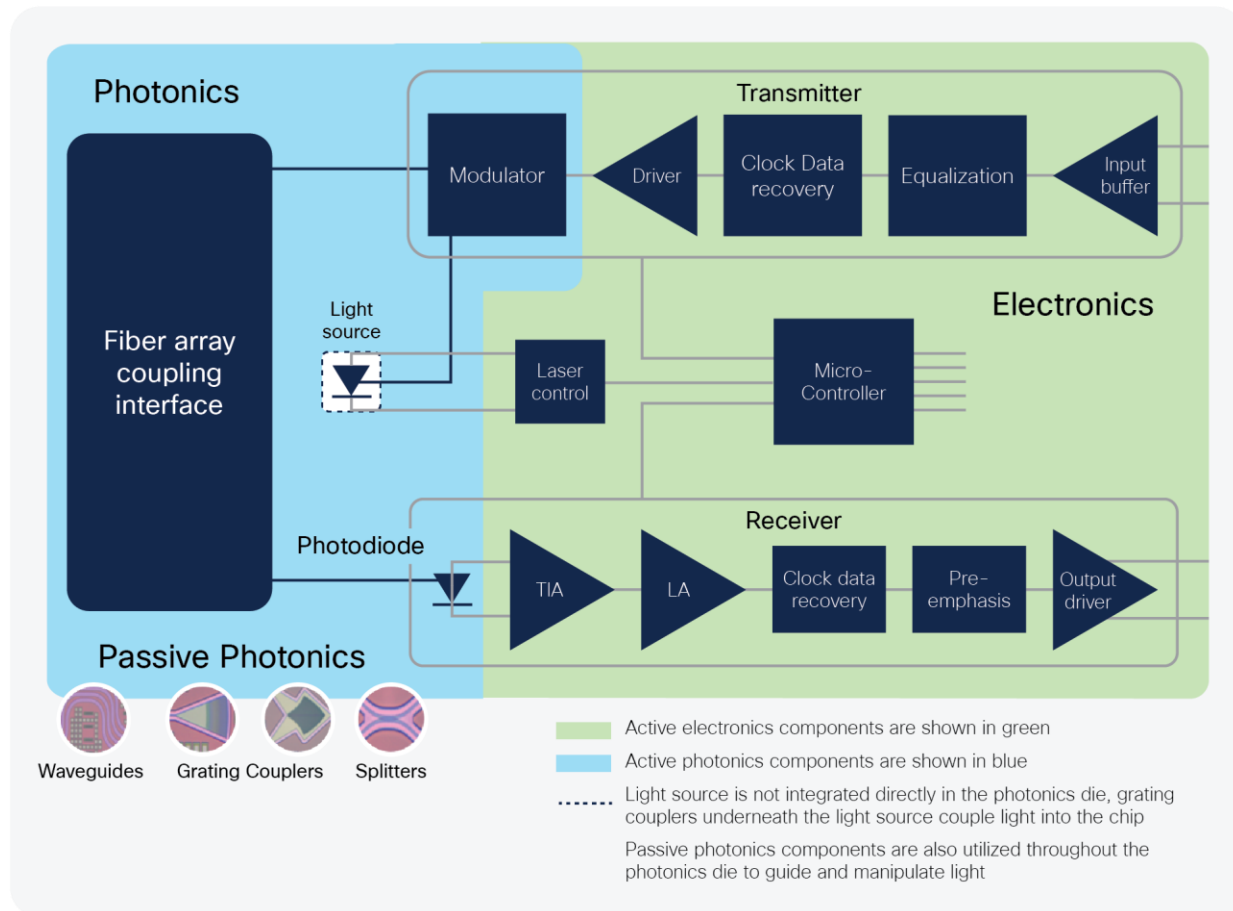 Photonics
Transmitter
Modulator
Driver
Clock Data
recovery
Equalization
Input
buffer
Electronics
Fiber array
coupling
interface
Light
source
Laser
control
Micro-
Controller
Receiver
Photodiode
TIA
LA
Clock data
recovery
Pre-
emphasis
Output
driver
Passive Photonics
Waveguides
Grating Couplers
Splitters
Active electronics components are shown in green
Active photonics components are shown in blue
Light source is not integrated directly in the photonics die, grating
couplers underneath the light source couple light into the chip
Passive photonics components are also utilized throughout the
photonics die to guide and manipulate light